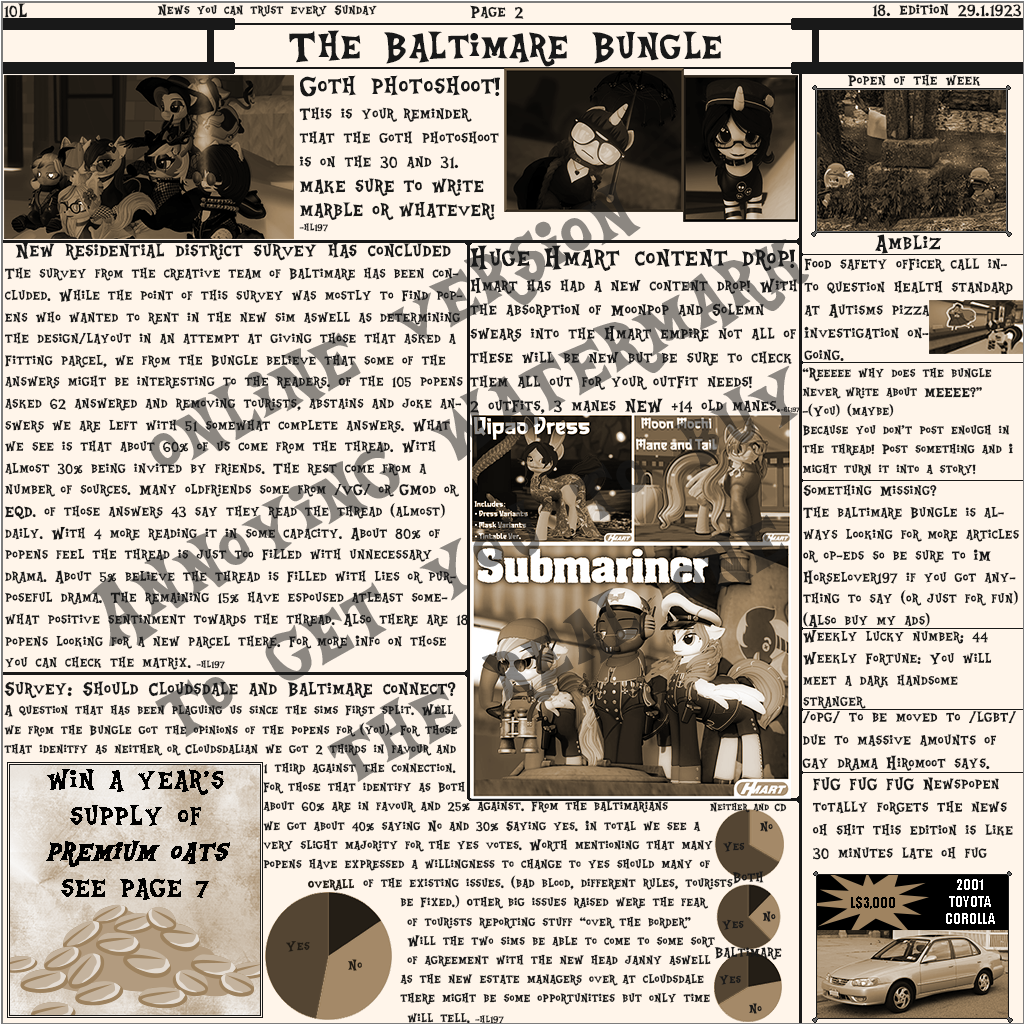 10L
News you can trust every Sunday
Page 2
18. edition 29.1.1923
The Baltimare Bungle
Goth photoshoot!
This is your reminder
that the goth photoshoot
is on the 30 and 31.
make sure to write
Marble or whatever!
-HL197
New residential district survey has concluded
The survey from the creative team of Baltimare has been con-
cluded. While the point of this survey was mostly to find pop-
ens who wanted to rent in the new sim aswell as determining
the design/layout in an attempt at giving those that asked a
fitting parcel, we from the Bungle believe that some of the
answers might be interesting to the readers. Of the 105 popens
asked 62 answered and removing tourists, abstains and joke an-
swers we are left with 51 somewhat complete answers. What
we see is that about 60% of us come from the thread. With
almost 30% being invited by friends. The rest come from a
number of sources. Many oldfriends some from /vg/ or Gmod or
EQD. of those answers 43 say they read the thread (almost)
daily. With 4 more reading it in some capacity. About 80% of
popens feel the thread is just too filled with unnecessary
drama. About 5% believe the thread is filled with lies or pur-
poseful drama. The remaining 15% have espoused atleast some-
what positive sentinment towards the thread. Also there are 18
popens looking for a new parcel there. For more info on those
you can check the matrix. -HL197
Huge Hmart content drop!
Hmart has had a new content drop! With
the absorption of MoonPop and Solemn
swears into the Hmart empire not all of
these will be new but be sure to check
them all out for your outfit needs!
2 outfits, 3 manes NEW +14 old manes. -HL197
Qipao Dress
Includes:
• Dress Variants
• Mask Variants
• Tintable Ver.
HMART
Moon Mochi
Mane and Tail
HMART
Submariner
HMART
Survey: Should Cloudsdale and Baltimare connect?
A question that has been plaguing us since the sims first split. Well
we from the Bungle got the opinions of the popens for (You). For those
that identify as neither or Cloudsdalian we got 2 thirds in favour and
1 third against the connection.
For those that identify as both
about 60% are in favour and 25% against. From the Baltimarians
we got about 40% saying No and 30% saying yes. In total we see a
very slight majority for the yes votes. Worth mentioning that many
popens have expressed a willingness to change to yes should many of
overall of the existing issues. (bad blood, different rules, tourists
be fixed.) other big issues raised were the fear
of tourists reporting stuff "over the border"
Will the two sims be able to come to some sort
of agreement with the new head janny aswell
as the new estate managers over at Cloudsdale
there might be some opportunities but only time
will tell. -HL197
Yes
No
Neither and CD
No
Yes
Both
No
Yes
Baltimare
Yes
No
Win a year's
supply of
premium oats
see page 7
Popen of the week
Ambliz
Food safety officer call in-
to question health standard
at Autisms pizza
investigation on-
going.
"Reeeee why does the Bungle
never write about MEEEE?"
-(You) (maybe)
Because you don't post enough in
the thread! Post something and i
might turn it into a story!
Something Missing?
The Baltimare Bungle is al-
ways looking for more articles
or op-eds so be sure to IM
Horselover197 if you got any-
thing to say (or just for fun)
(Also buy my ads)
Weekly Lucky number: 44
Weekly Fortune: You will
meet a dark handsome
stranger
/opg/ to be moved to /lgbt/
due to massive amounts of
gay drama Hiromoot says.
FUG FUG FUG Newspopen
totally forgets the news
oh shit this edition is like
30 minutes late oh fug
L$3,000
2001
TOYOTA
COROLLA
ONLINE VERSION
ANNOYING WATERMARK
TO GET YOU TO BUY
THE REAL ONE